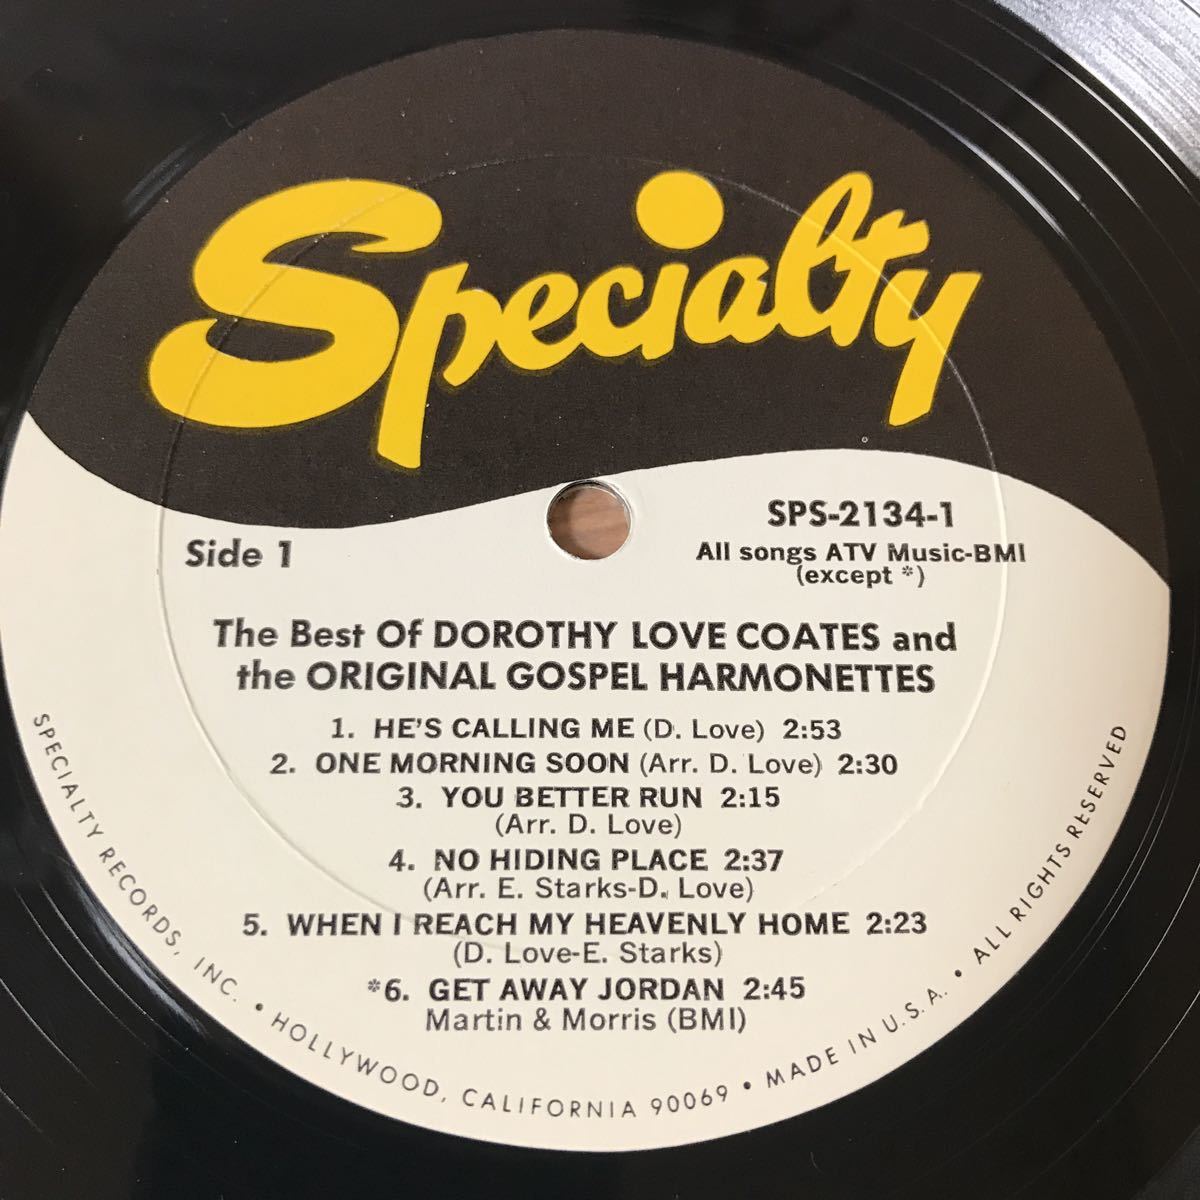 Specialty
Side 1
SPS-2134-1
All songs ATV Music-BMI
(except *)
The Best Of DOROTHY LOVE COATES and
the ORIGINAL GOSPEL HARMONETTES
1. HE'S CALLING ME (D. Love) 2:53
2. ONE MORNING SOON (Arr. D. Love) 2:30
3. YOU BETTER RUN 2:15
(Arr. D. Love)
4. NO HIDING PLACE 2:37
(Arr. E. Starks-D. Love)
5. WHEN I REACH MY HEAVENLY HOME 2:23
(D. Love-E. Starks)
*6. GET AWAY JORDAN 2:45
Martin & Morris (BMI)
SPECIALTY RECORDS, INC. • HOLLYWOOD, CALIFORNIA 90069 • MADE IN U.S.A. • ALL RIGHTS RESERVED